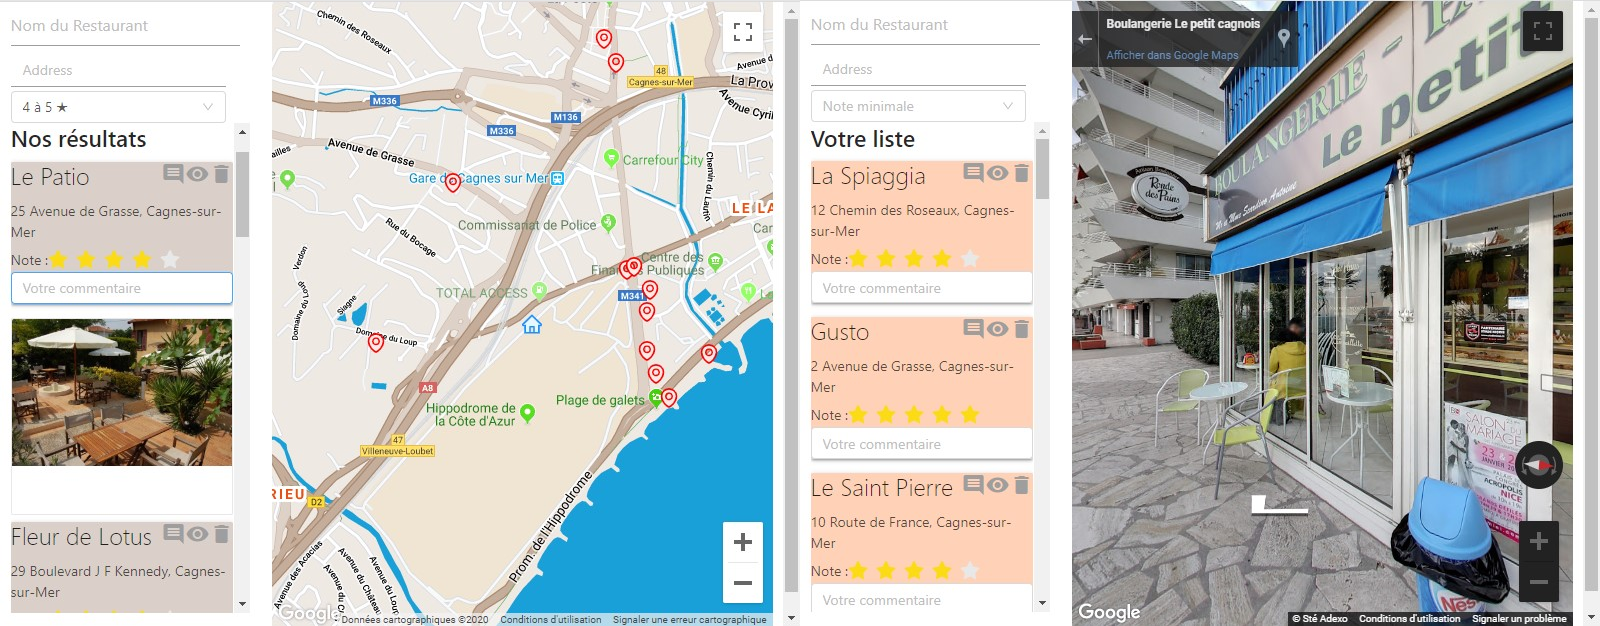 Nom du Restaurant
Address
4 à 5 ★
Nos résultats
Le Patio
25 Avenue de Grasse, Cagnes-sur-
Mer
Note :
Votre commentaire
Fleur de Lotus
29 Boulevard J F Kennedy, Cagnes-
sur-Mer
Chemin des Roseaux
48
Cagnes-sur-Mer
Avenue d
La Prov
Avenue Cyril
M336
M136
M336
Avenue de Grasse
Carrefour City
Chemin du Lautin
Gare de Cagnes sur Mer
Rue du Bocage
Commissariat de Police
LE LA
Car
Centre des
Finances Publiques
Verdon
Domaine du Loup
Siagne
TOTAL ACCESS
M341
Domaine du Loup
A8
Plage de galets
Hippodrome de
la Côte d'Azur
47
Villeneuve-Loubet
RIEU
D2
Prom. de l'Hippodrome
Avenue des Acacias
Avenue du Château
Avenue du Loup
Google
Données cartographiques ©2020
Conditions d'utilisation
Signaler une erreur cartographique
Nom du Restaurant
Address
Note minimale
Votre liste
La Spiaggia
12 Chemin des Roseaux, Cagnes-
sur-Mer
Note :
Votre commentaire
Gusto
2 Avenue de Grasse, Cagnes-sur-
Mer
Note :
Votre commentaire
Le Saint Pierre
10 Route de France, Cagnes-sur-
Mer
Note :
Votre commentaire
Boulangerie Le petit cagnois
Afficher dans Google Maps
BOULANGERIE - PA
Le petit
BOULANGERIE
Ronde
des Pains
SALON
DU
MARIAGE
JANVIER
ACROPOLIS
NICE
Nes
Google
© Sté Adexo
Conditions d'utilisation
Signaler un problème